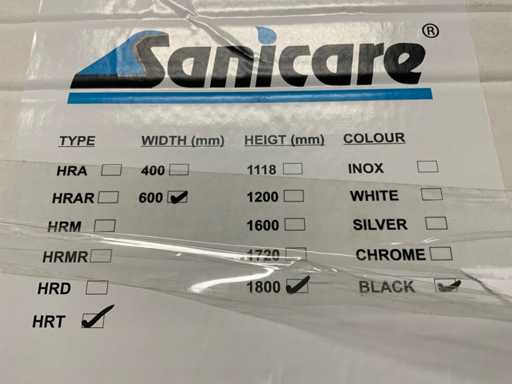 Sanicare ®
TYPE WIDTH (mm) HEIGT (mm) COLOUR
HRA 400 1118 INOX
HRAR 600 1200 WHITE
HRM 1600 SILVER
HRMR 1720 CHROME
HRD 1800 BLACK
HRT